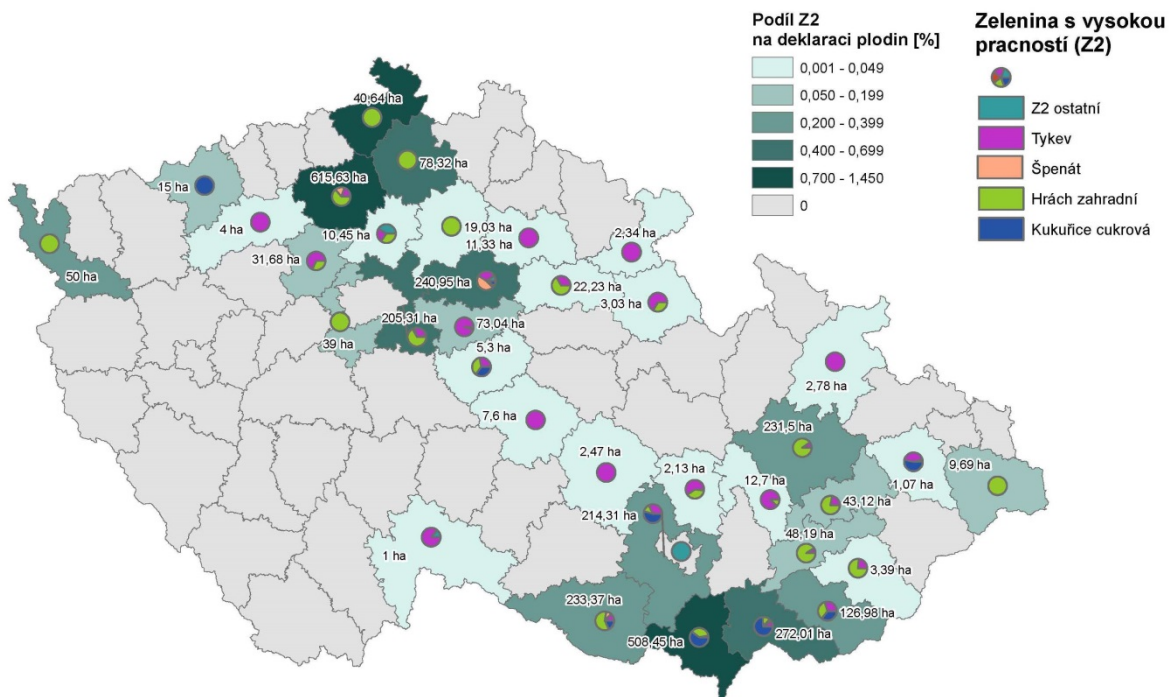 Podíl Z2
na deklaraci plodin [%]
0,001 - 0,049
0,050 - 0,199
0,200 - 0,399
0,400 - 0,699
0,700 - 1,450
0
Zelenina s vysokou
pracností (Z2)
Z2 ostatní
Tykev
Špenát
Hrách zahradní
Kukuřice cukrová
40,64 ha
78,32 ha
615,63 ha
15 ha
4 ha
10,45 ha
19,03 ha
11,33 ha
2,34 ha
31,68 ha
50 ha
240,95 ha
22,23 ha
3,03 ha
205,31 ha
73,04 ha
39 ha
5,3 ha
2,78 ha
7,6 ha
231,5 ha
2,47 ha
2,13 ha
12,7 ha
9,69 ha
1,07 ha
43,12 ha
214,31 ha
48,19 ha
1 ha
3,39 ha
233,37 ha
126,98 ha
508,45 ha
272,01 ha